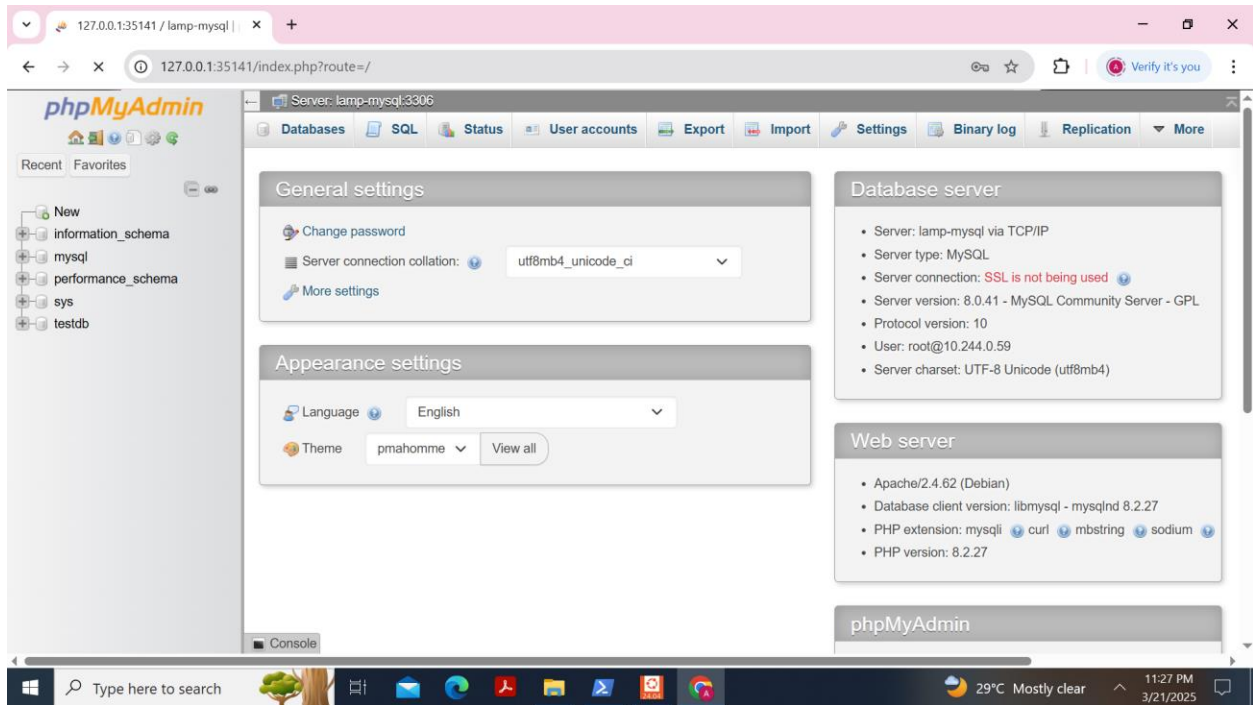 127.0.0.1:35141 / lamp-mysql |
127.0.0.1:35141/index.php?route=/
Verify it's you
phpMyAdmin
Recent Favorites
New
information_schema
mysql
performance_schema
sys
testdb
Server: lamp-mysql:3306
Databases SQL Status User accounts Export Import Settings Binary log Replication More
General settings
Change password
Server connection collation: utf8mb4_unicode_ci
More settings
Appearance settings
Language English
Theme pmahomme View all
Database server
• Server: lamp-mysql via TCP/IP
• Server type: MySQL
• Server connection: SSL is not being used
• Server version: 8.0.41 - MySQL Community Server - GPL
• Protocol version: 10
• User: root@10.244.0.59
• Server charset: UTF-8 Unicode (utf8mb4)
Web server
• Apache/2.4.62 (Debian)
• Database client version: libmysql - mysqlnd 8.2.27
• PHP extension: mysqli curl mbstring sodium
• PHP version: 8.2.27
phpMyAdmin
Console
Type here to search
24.04
29°C Mostly clear
11:27 PM
3/21/2025